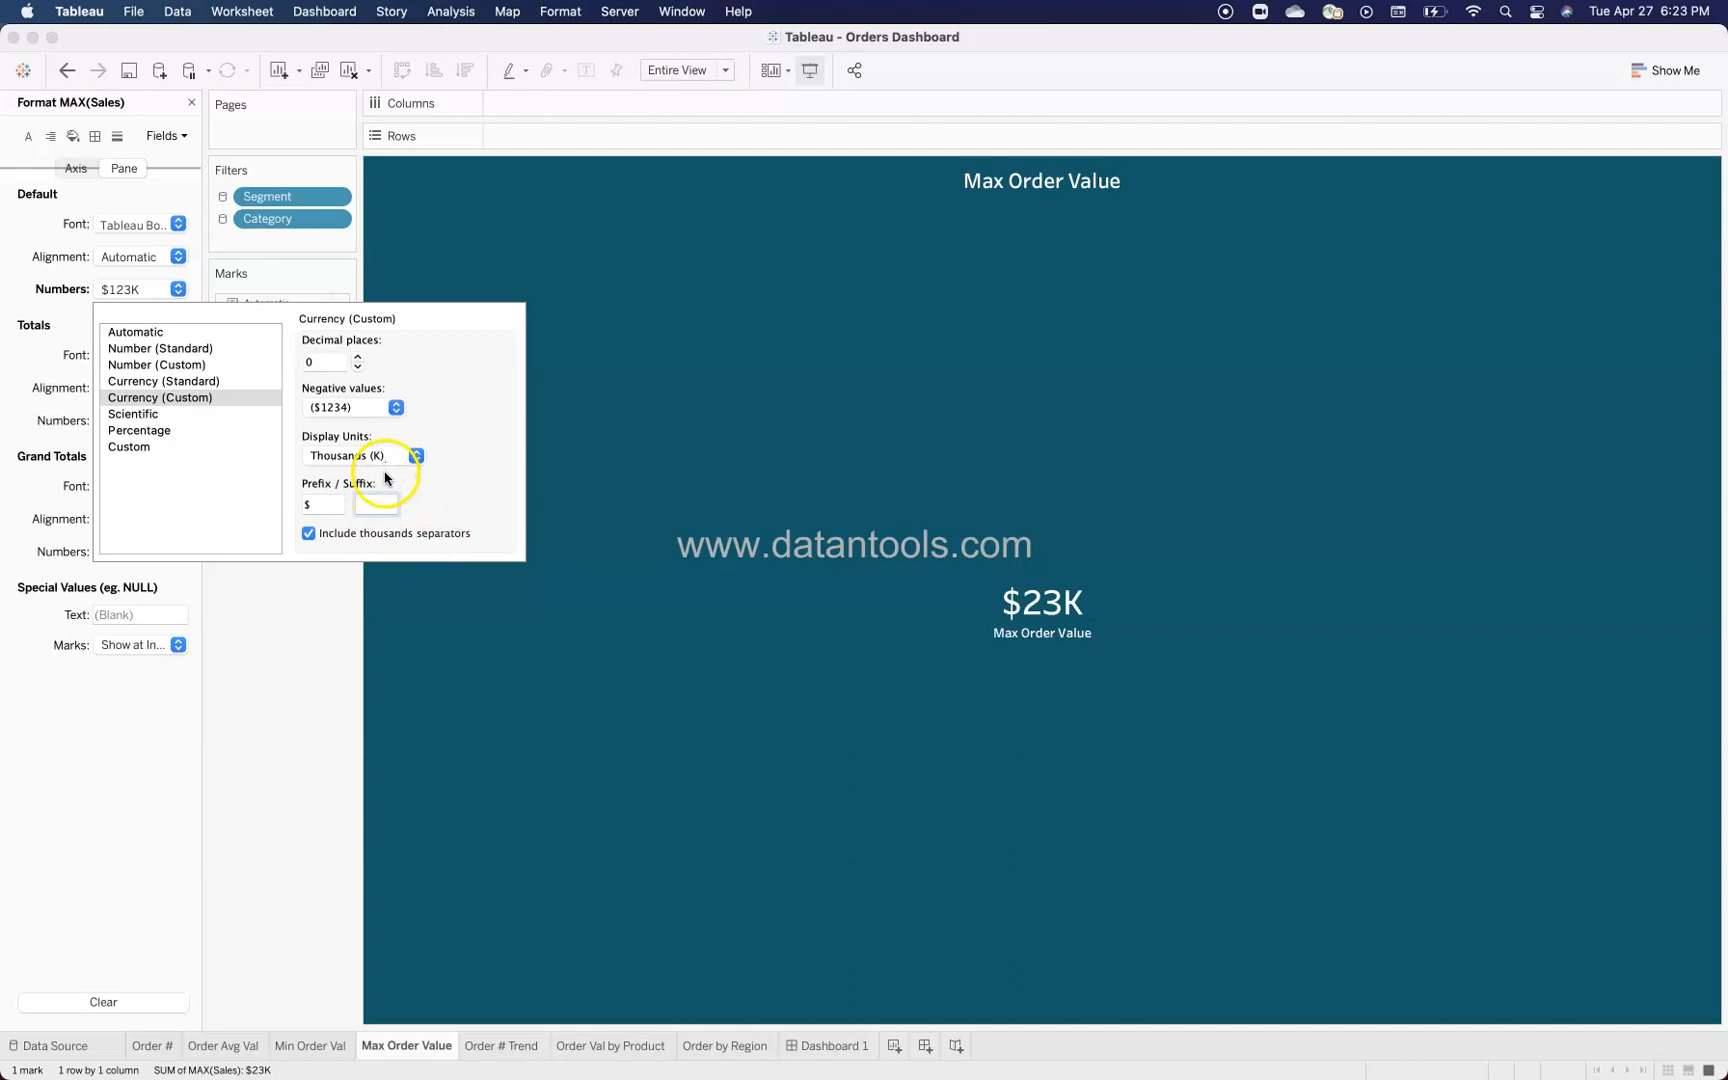 Tableau File Data Worksheet Dashboard Story Analysis Map Format Server Window Help Tue Apr 27 6:23 PM
Tableau - Orders Dashboard
Entire View Show Me
Format MAX(Sales)
Pages
Columns
Fields
Rows
Axis Pane
Filters
Max Order Value
Default
Segment
Font: Tableau Bo..
Category
Alignment: Automatic
Marks
Numbers: $123K
Currency (Custom)
Totals
Automatic
Decimal places:
Font:
Number (Standard)
0
Number (Custom)
Alignment:
Currency (Standard)
Negative values:
Currency (Custom)
($1234)
Numbers:
Scientific
Percentage
Display Units:
Custom
Thousands (K)
Grand Totals
Font:
Prefix / Suffix:
$
Alignment:
Include thousands separators
Numbers:
www.datantools.com
Special Values (eg. NULL)
Text: (Blank)
$23K
Max Order Value
Marks: Show at In...
Clear
Data Source Order # Order Avg Val Min Order Val Max Order Value Order # Trend Order Val by Product Order by Region Dashboard 1
1 mark 1 row by 1 column SUM of MAX(Sales): $23K